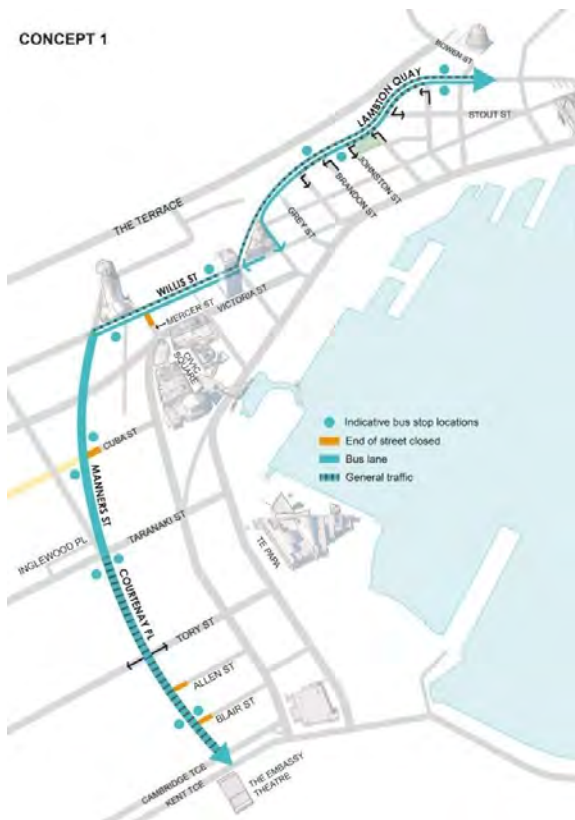 CONCEPT 1
BOWEN ST
LAMBTON QUAY
STOUT ST
JOHNSTON ST
BRANDON ST
GREY ST
THE TERRACE
WILLIS ST
MERCER ST
VICTORIA ST
CIVIC
SQUARE
CUBA ST
MANNERS ST
Indicative bus stop locations
End of street closed
Bus lane
General traffic
INGLEWOOD PL
TARANAKI ST
TE PAPA
COURTENAY PL
TORY ST
ALLEN ST
BLAIR ST
CAMBRIDGE TCE
KENT TCE
THE EMBASSY
THEATRE